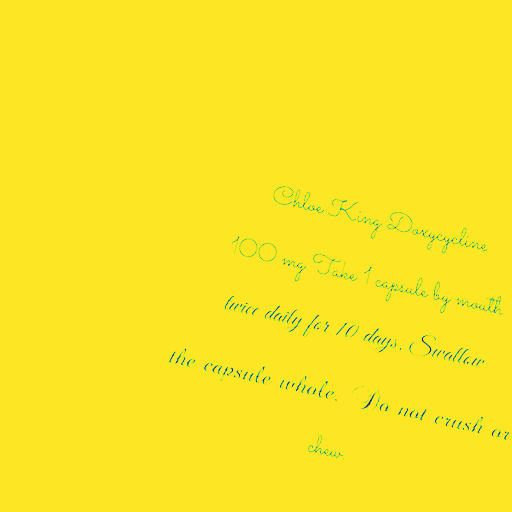 Chloe King Doxycycline
100 mg Take 1 capsule by mouth
twice daily for 10 days. Swallow
the capsule whole. Do not crush or
chew.